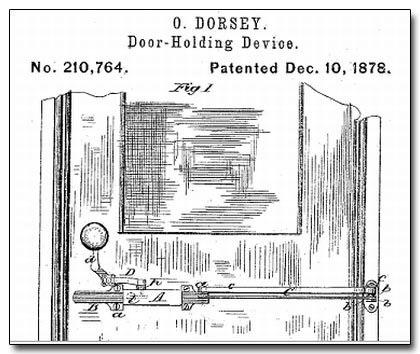 O. DORSEY.
Door-Holding Device.
No. 210,764. Patented Dec. 10, 1878.
Fig 1
d
D
h
a
c
C
c
b
B
a
A
b